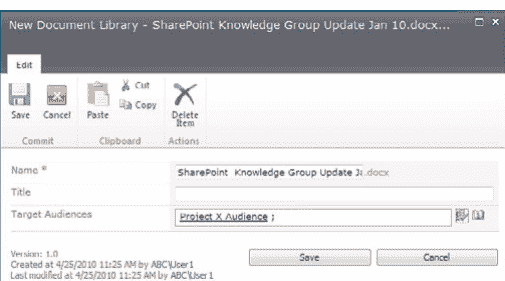 New Document Library - SharePoint Knowledge Group Update Jan 10.docx...
Edit
Save
Cancel
Paste
Cut
Copy
Delete
Item
Commit
Clipboard
Actions
Name *
SharePoint Knowledge Group Update Ja .docx
Title
Target Audiences
Project X Audience ;
Version: 1.0
Created at 4/25/2010 11:25 AM by ABC\User1
Last modified at 4/25/2010 11:25 AM by ABC\User1
Save
Cancel